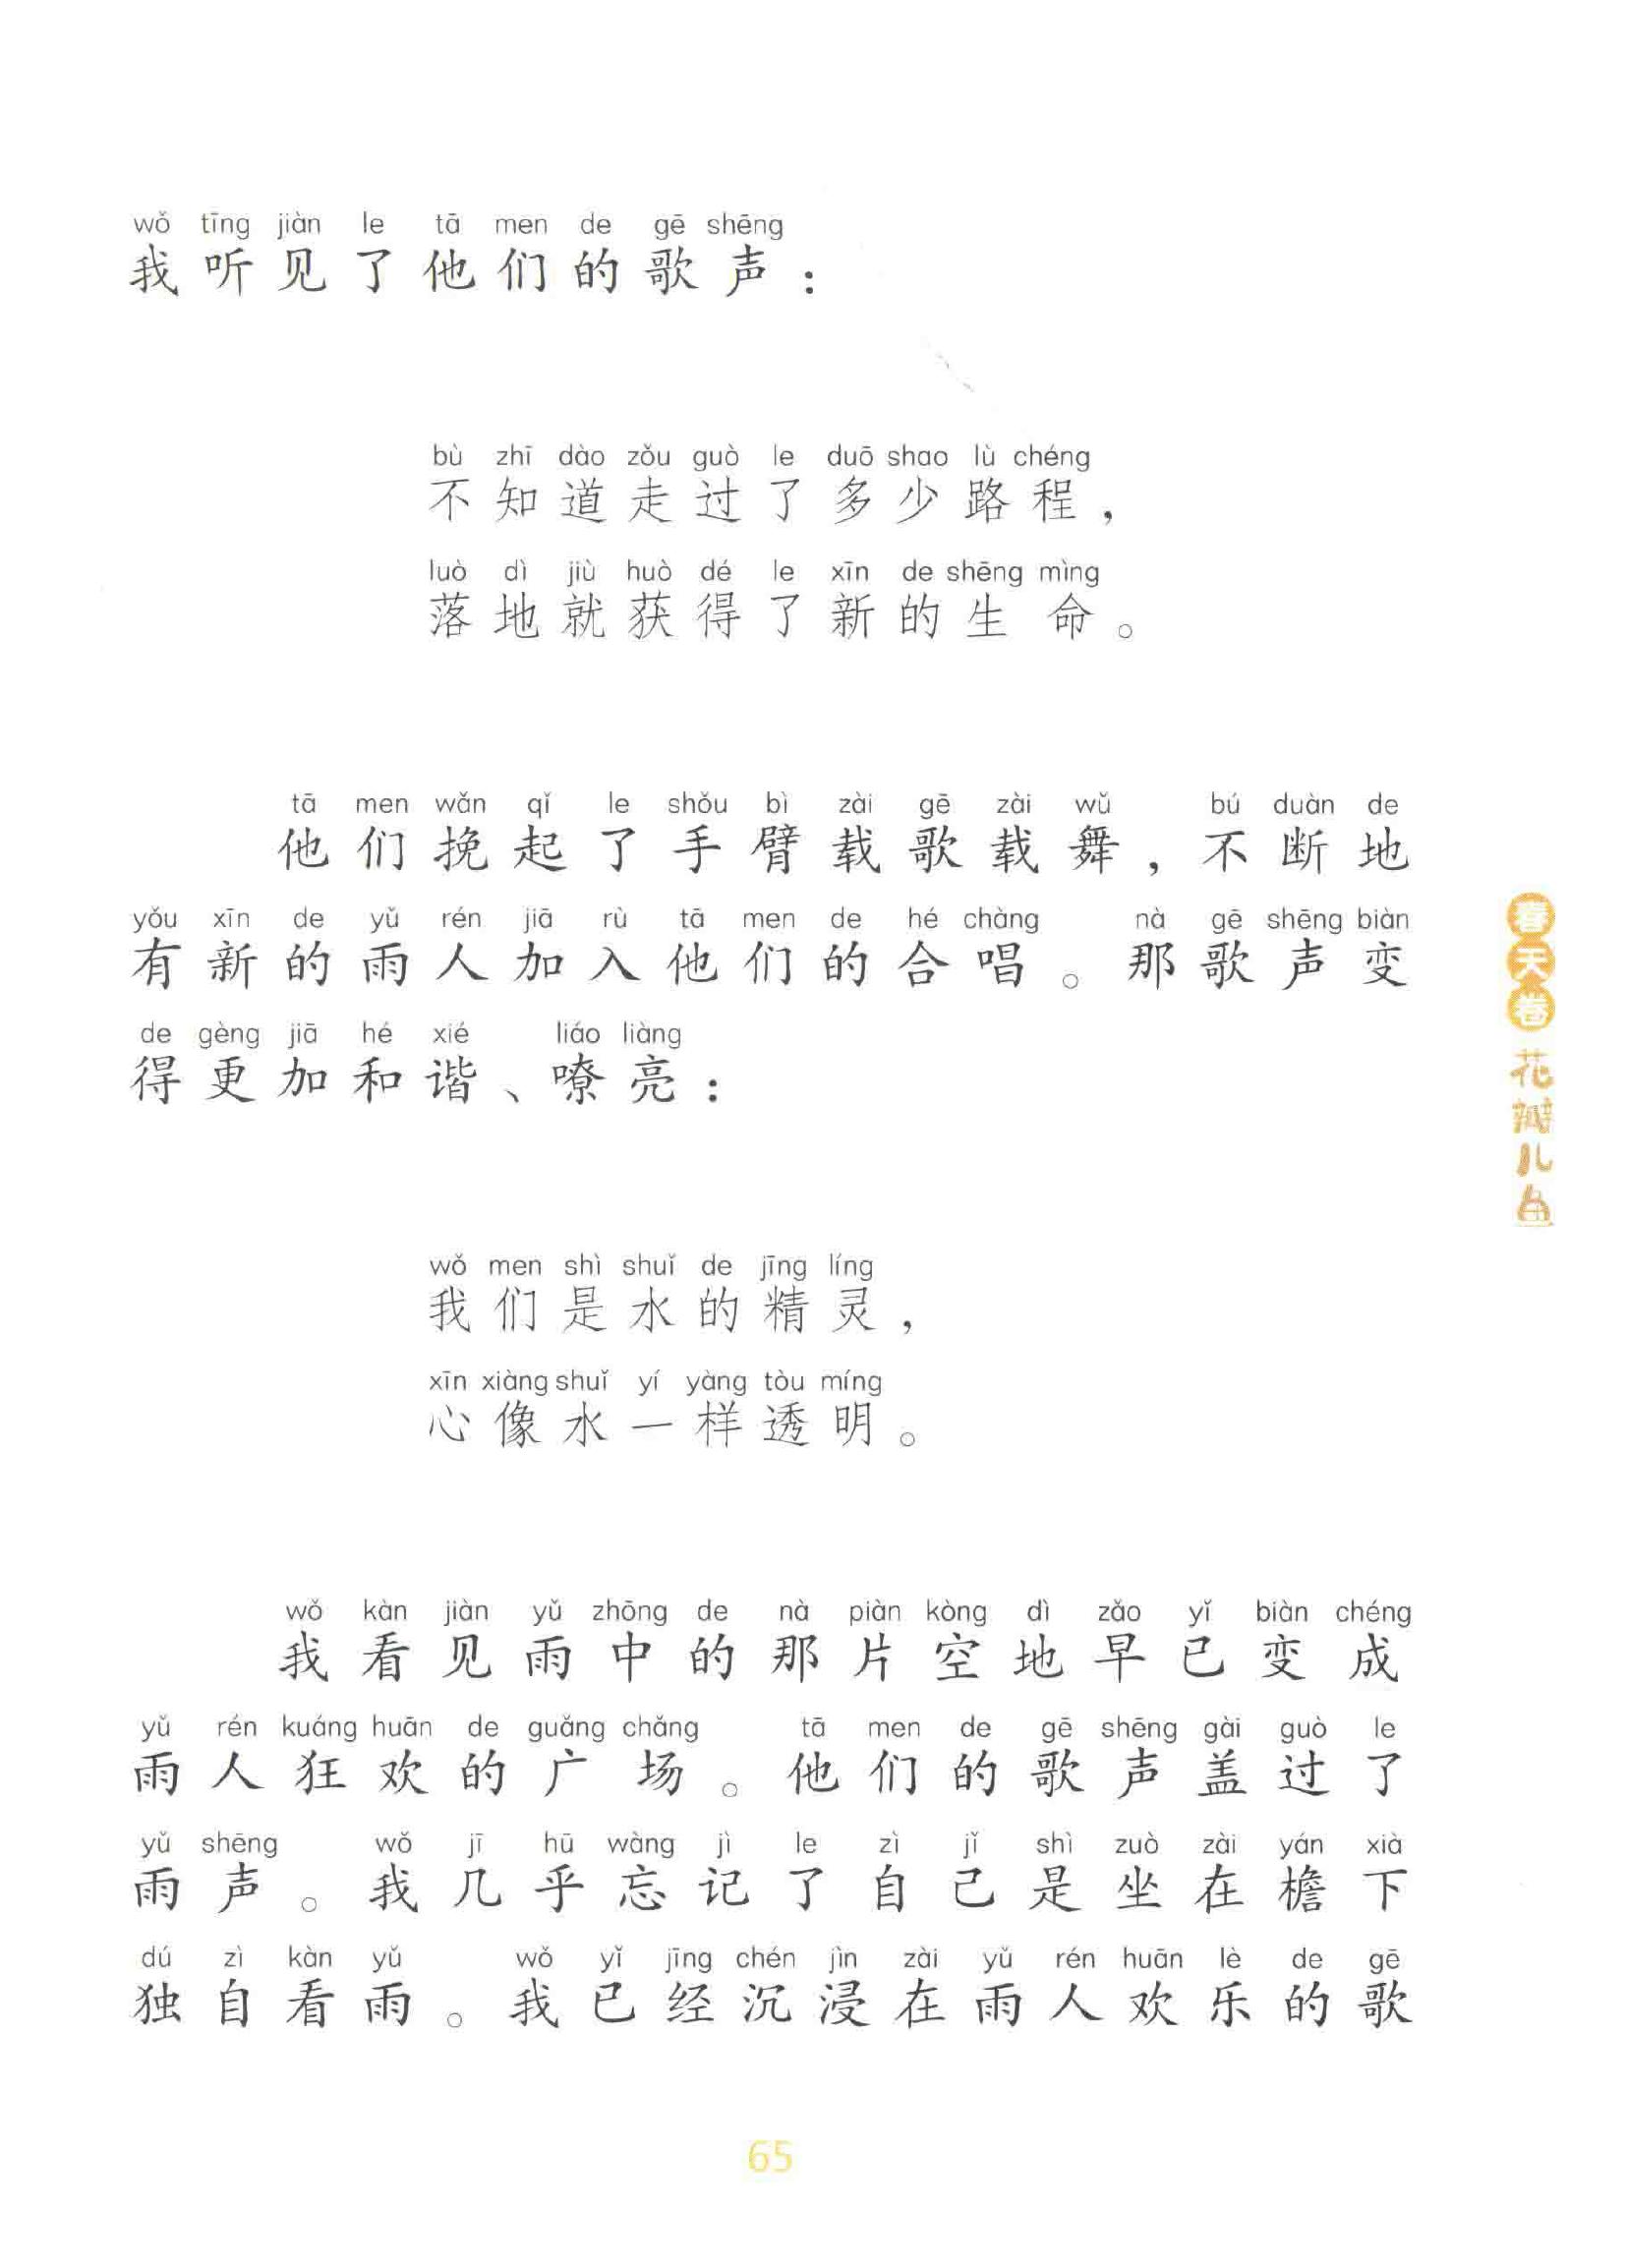 wǒ tīng jiàn le tā men de gē shēng
我听见了他们的歌声：
bù zhī dào zǒu guò le duō shao lù chéng
不知道走过了多少路程，
luò dì jiù huò dé le xīn de shēng mìng
落地就获得了新的生命。
tā men wǎn qǐ le shǒu bì zài gē zài wǔ bú duàn de
他们挽起了手臂载歌载舞，不断地
yǒu xīn de yǔ rén jiā rù tā men de hé chàng nà gē shēng biàn
有新的雨人加入他们的合唱。那歌声变
de gèng jiā hé xié liáo liàng
得更加和谐、嘹亮：
wǒ men shì shuǐ de jīng líng
我们是水的精灵，
xīn xiàng shuǐ yí yàng tòu míng
心像水一样透明。
wǒ kàn jiàn yǔ zhōng de nà piàn kòng dì zǎo yǐ biàn chéng
我看见雨中的那片空地早已变成
yǔ rén kuáng huān de guǎng chǎng tā men de gē shēng gài guò le
雨人狂欢的广场。他们的歌声盖过了
yǔ shēng wǒ jī hū wàng jì le zì jǐ shì zuò zài yán xià
雨声。我几乎忘记了自己是坐在檐下
dú zì kàn yǔ wǒ yǐ jīng chén jìn zài yǔ rén huān lè de gē
独自看雨。我已经沉浸在雨人欢乐的歌
春天卷 花瓣儿鱼
65